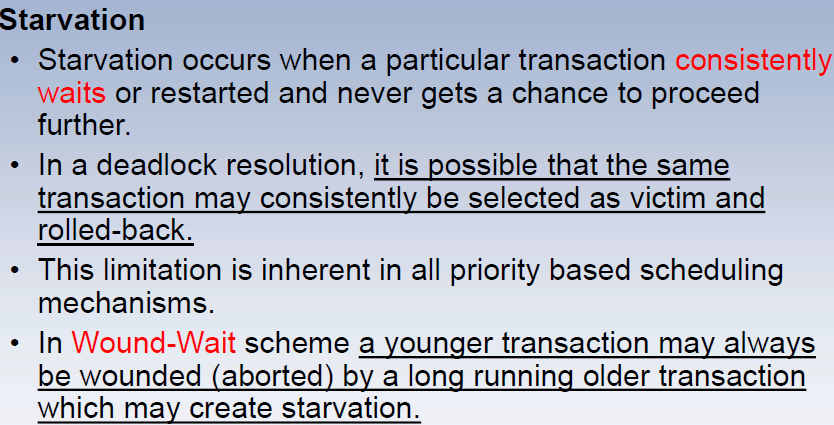 Starvation
• Starvation occurs when a particular transaction consistently
waits or restarted and never gets a chance to proceed
further.
• In a deadlock resolution, it is possible that the same
transaction may consistently be selected as victim and
rolled-back.
• This limitation is inherent in all priority based scheduling
mechanisms.
• In Wound-Wait scheme a younger transaction may always
be wounded (aborted) by a long running older transaction
which may create starvation.